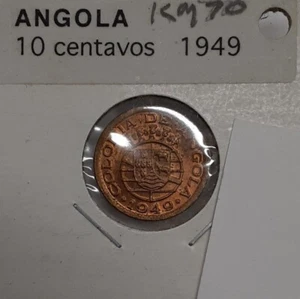 ANGOLA KM70
10 centavos 1949
COLONIA·DE·ANGOLA
·1949·